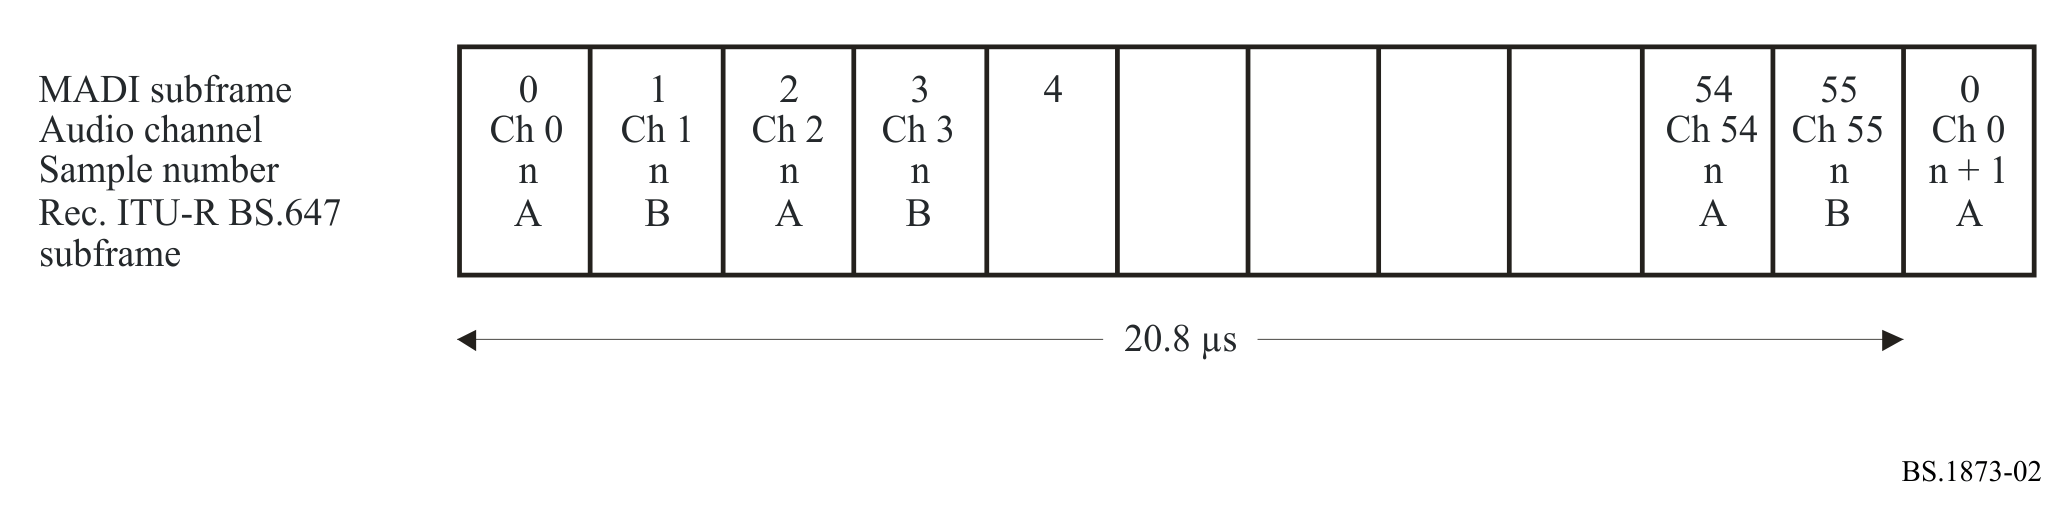 MADI subframe 0 1 2 3 4 54 55 0
Audio channel Ch 0 Ch 1 Ch 2 Ch 3 Ch 54 Ch 55 Ch 0
Sample number n n n n n n n + 1
Rec. ITU-R BS.647 A B A B A B A
subframe
20.8 µs
BS.1873-02